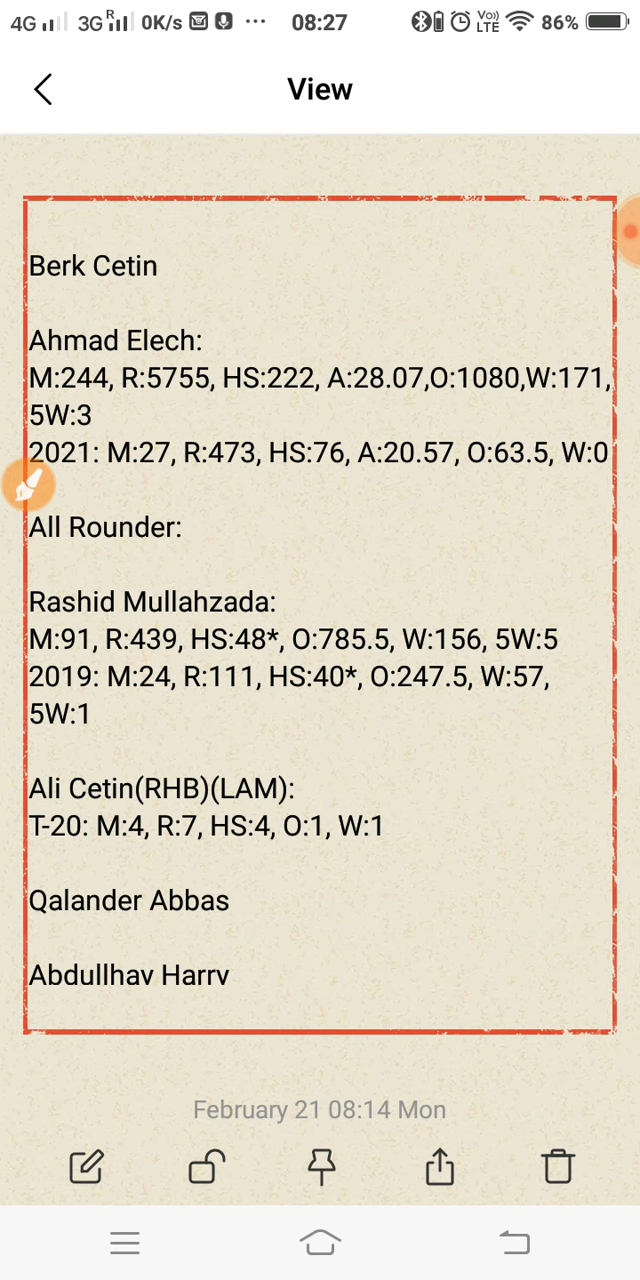 4G 3G R 0K/s ... 08:27 Vo)) LTE 86%
View
Berk Cetin
Ahmad Elech:
M:244, R:5755, HS:222, A:28.07,O:1080,W:171,
5W:3
2021: M:27, R:473, HS:76, A:20.57, O:63.5, W:0
All Rounder:
Rashid Mullahzada:
M:91, R:439, HS:48*, O:785.5, W:156, 5W:5
2019: M:24, R:111, HS:40*, O:247.5, W:57,
5W:1
Ali Cetin(RHB)(LAM):
T-20: M:4, R:7, HS:4, O:1, W:1
Qalander Abbas
Abdullhav Harrv
February 21 08:14 Mon